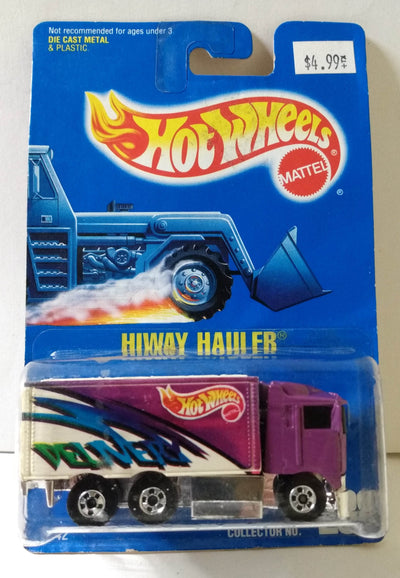 Not recommended for ages under 3
DIE CAST METAL
& PLASTIC.
$4.99
HOT WHEELS
MATTEL
®
HIWAY HAULER®
HOT WHEELS
DELIVERY
COLLECTOR NO.